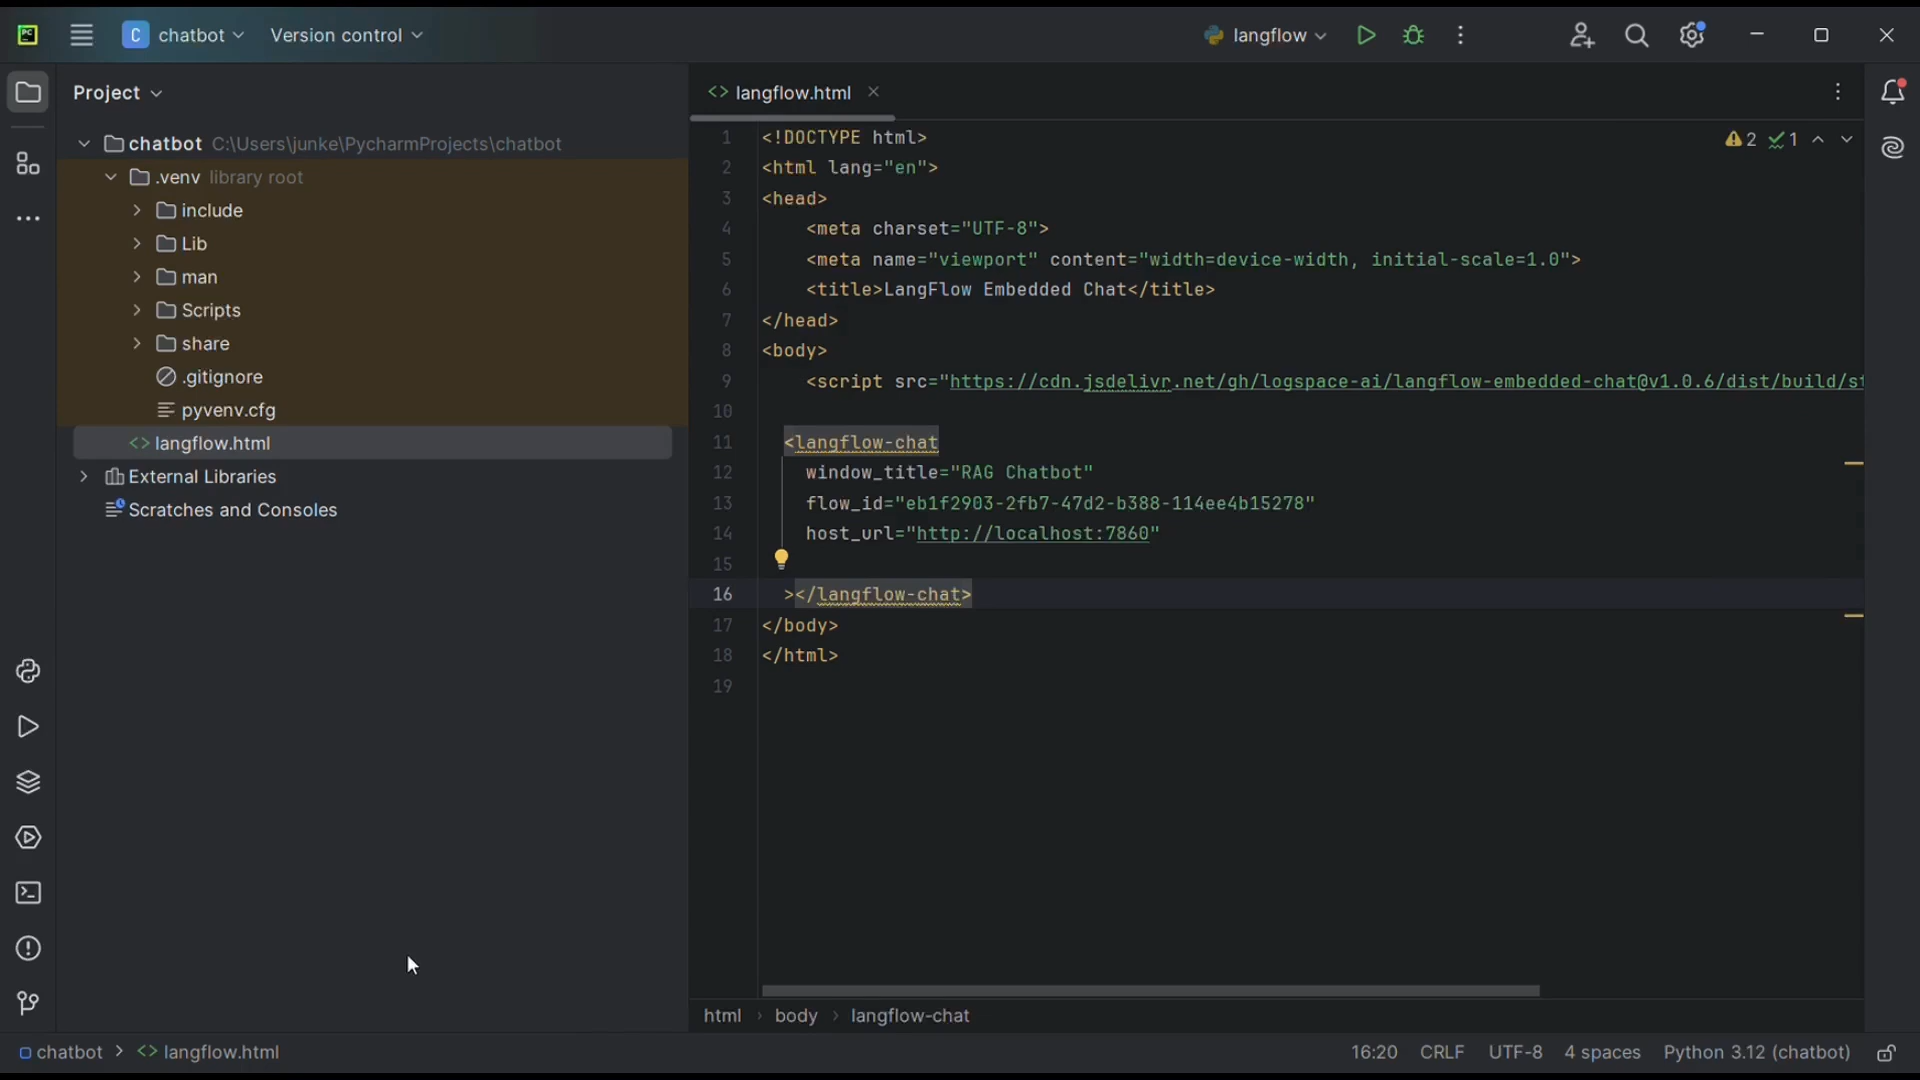 PC
C chatbot Version control langflow
Project
langflow.html
chatbot C:\Users\junke\PycharmProjects\chatbot
.venv library root
include
Lib
man
Scripts
share
.gitignore
pyvenv.cfg
langflow.html
External Libraries
Scratches and Consoles
2 1
1 <!DOCTYPE html>
2 <html lang="en">
3 <head>
4 <meta charset="UTF-8">
5 <meta name="viewport" content="width=device-width, initial-scale=1.0">
6 <title>LangFlow Embedded Chat</title>
7 </head>
8 <body>
9 <script src="https://cdn.jsdelivr.net/gh/logspace-ai/langflow-embedded-chat@v1.0.6/dist/build/st
10
11 <langflow-chat
12 window_title="RAG Chatbot"
13 flow_id="eb1f2903-2fb7-47d2-b388-114ee4b15278"
14 host_url="http://localhost:7860"
15
16 ></langflow-chat>
17 </body>
18 </html>
19
html › body › langflow-chat
chatbot > <> langflow.html
16:20 CRLF UTF-8 4 spaces Python 3.12 (chatbot)